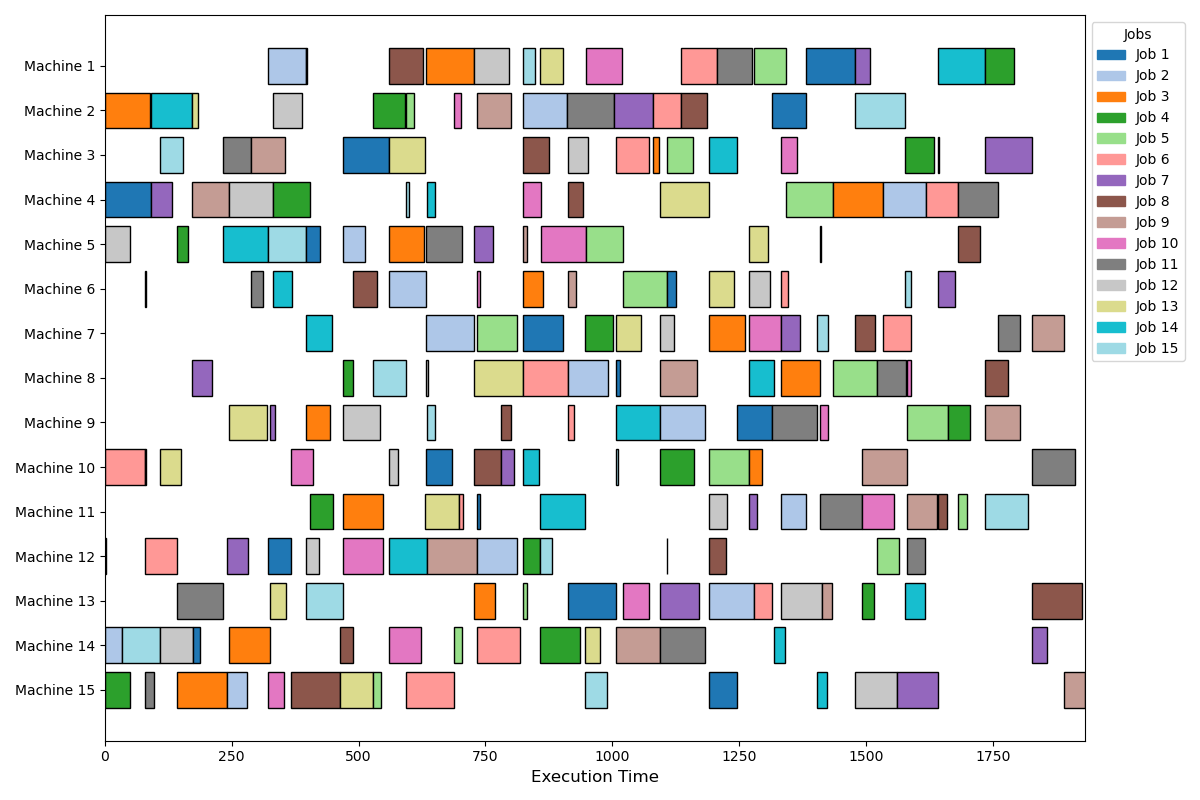 Machine 1
Machine 2
Machine 3
Machine 4
Machine 5
Machine 6
Machine 7
Machine 8
Machine 9
Machine 10
Machine 11
Machine 12
Machine 13
Machine 14
Machine 15
0 250 500 750 1000 1250 1500 1750
Execution Time
Jobs
Job 1
Job 2
Job 3
Job 4
Job 5
Job 6
Job 7
Job 8
Job 9
Job 10
Job 11
Job 12
Job 13
Job 14
Job 15